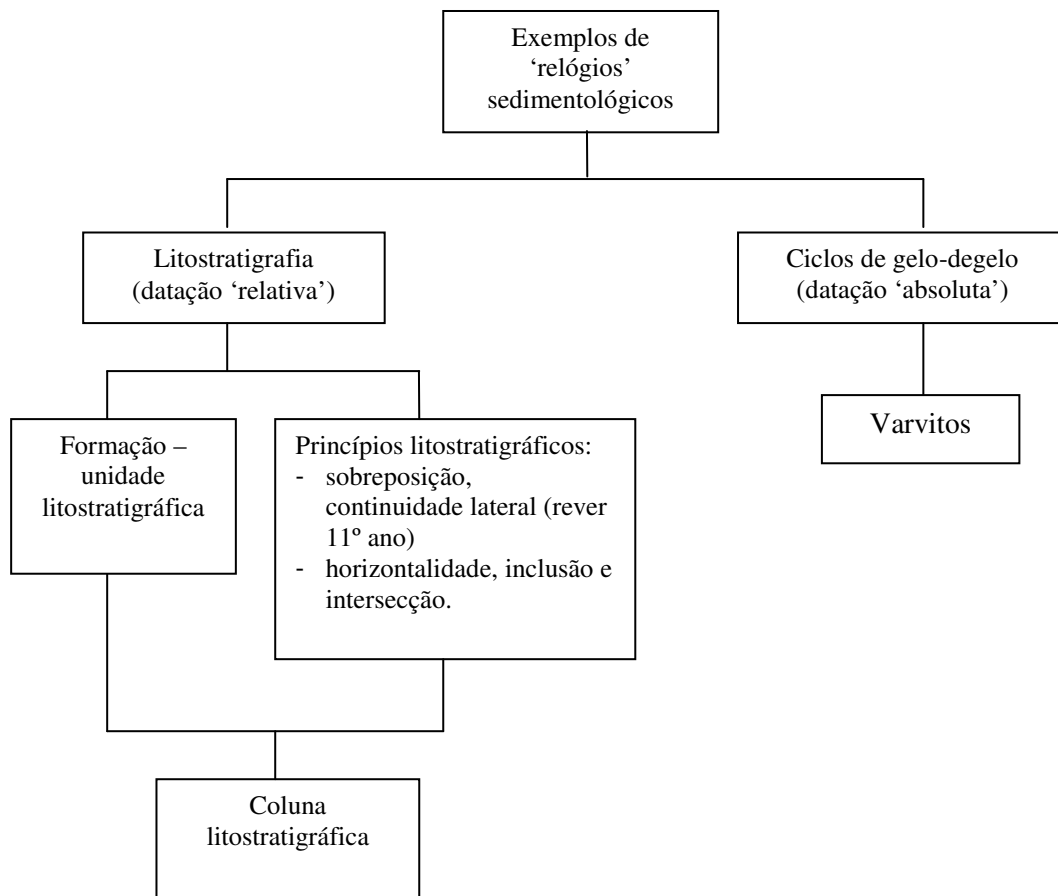 Exemplos de
‘relógios’
sedimentológicos
Litostratigrafia
(datação ‘relativa’)
Ciclos de gelo-degelo
(datação ‘absoluta’)
Formação –
unidade
litostratigráfica
Princípios litostratigráficos:
- sobreposição,
continuidade lateral (rever
11º ano)
- horizontalidade, inclusão e
intersecção.
Varvitos
Coluna
litostratigráfica